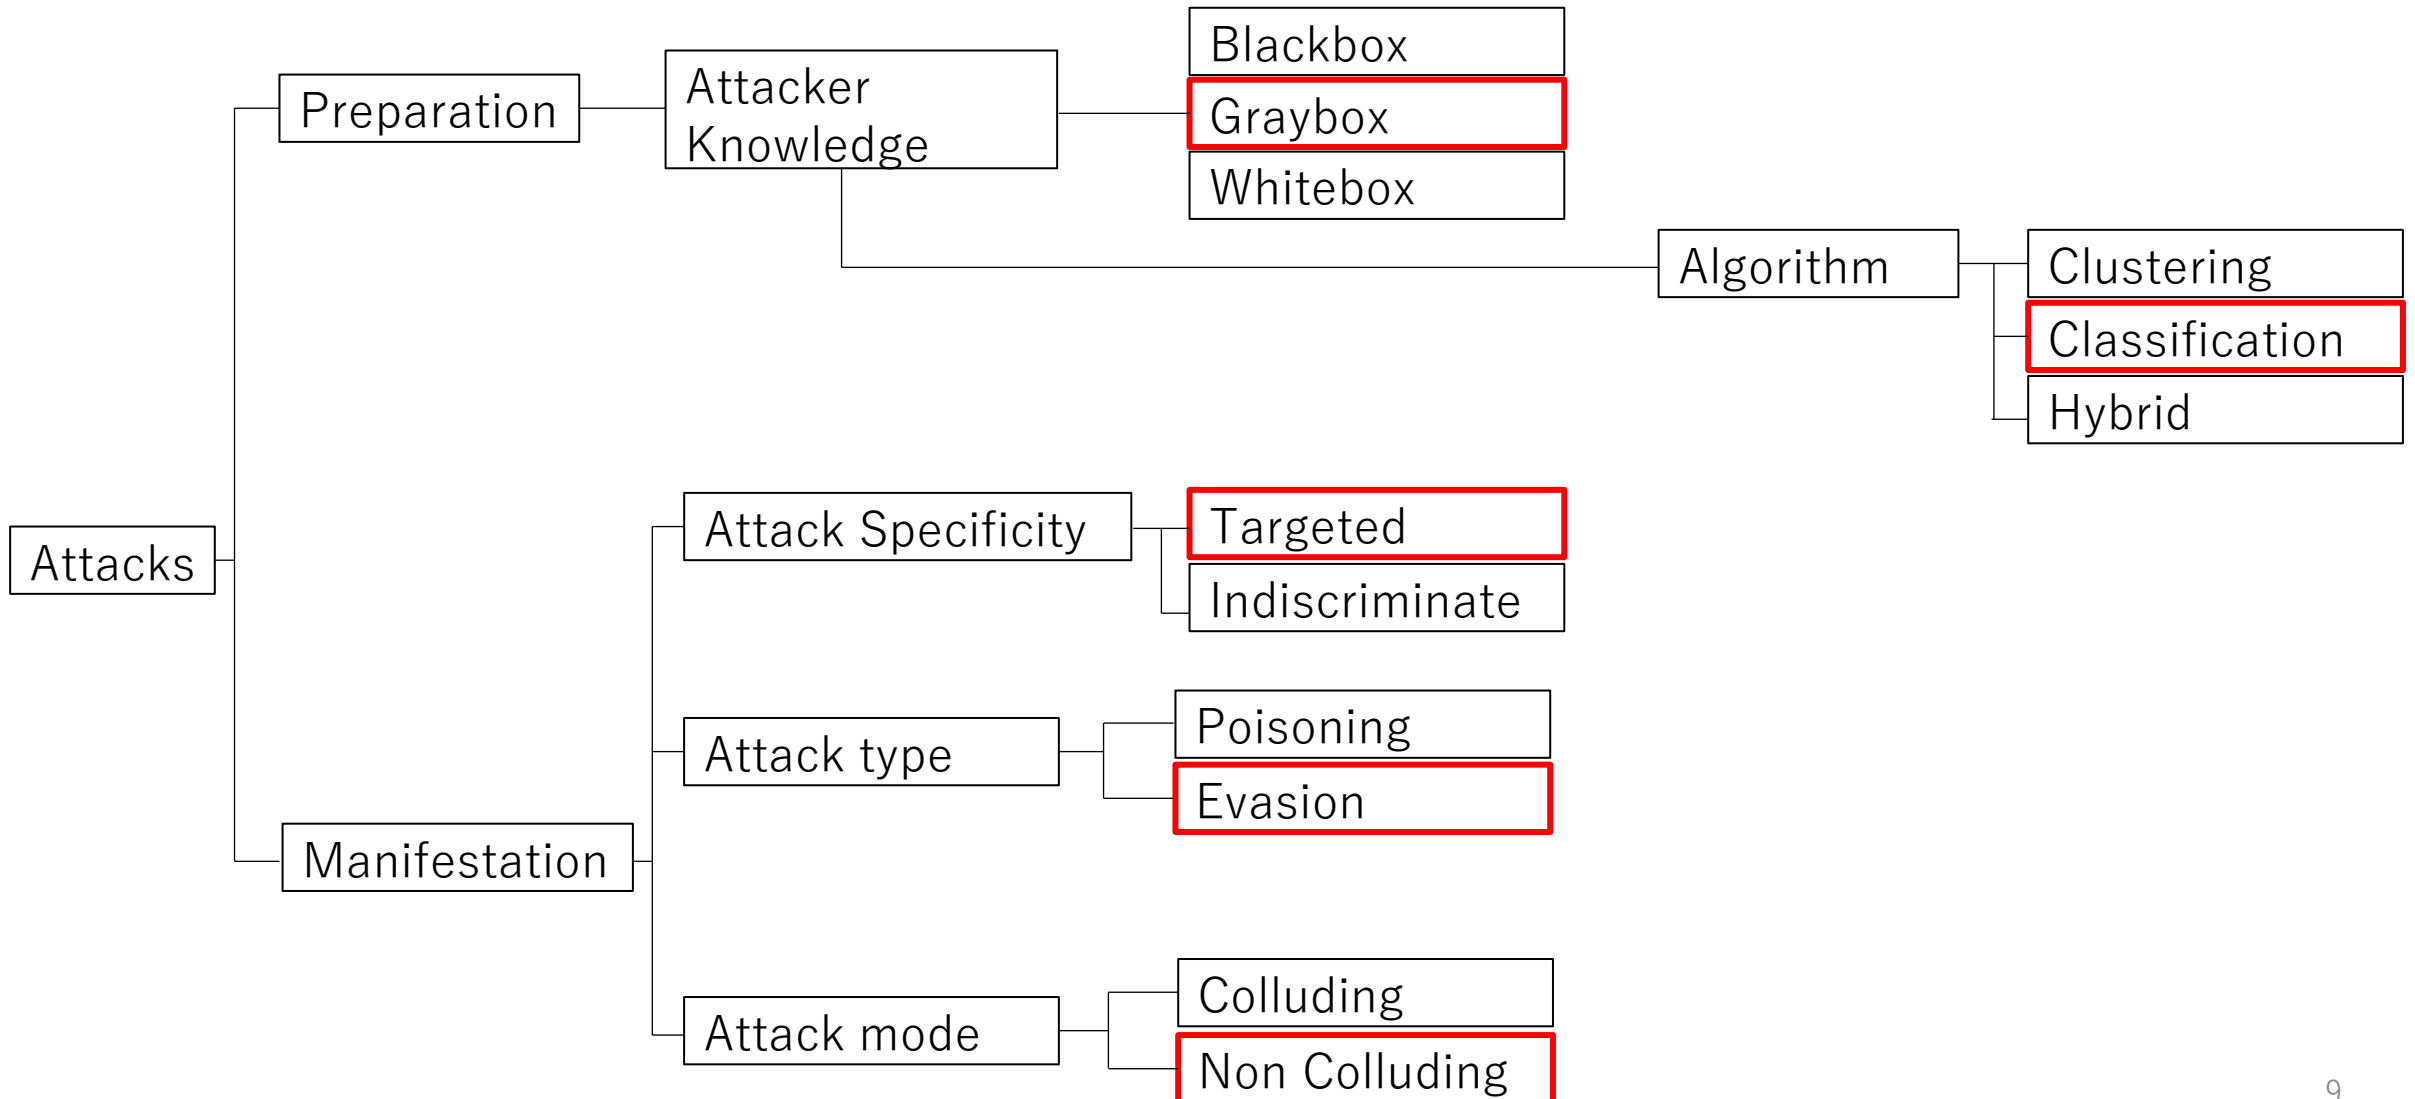 Blackbox
Attacker
Knowledge
Preparation
Graybox
Whitebox
Algorithm
Clustering
Classification
Hybrid
Attacks
Attack Specificity
Targeted
Indiscriminate
Attack type
Poisoning
Evasion
Manifestation
Attack mode
Colluding
Non Colluding
9